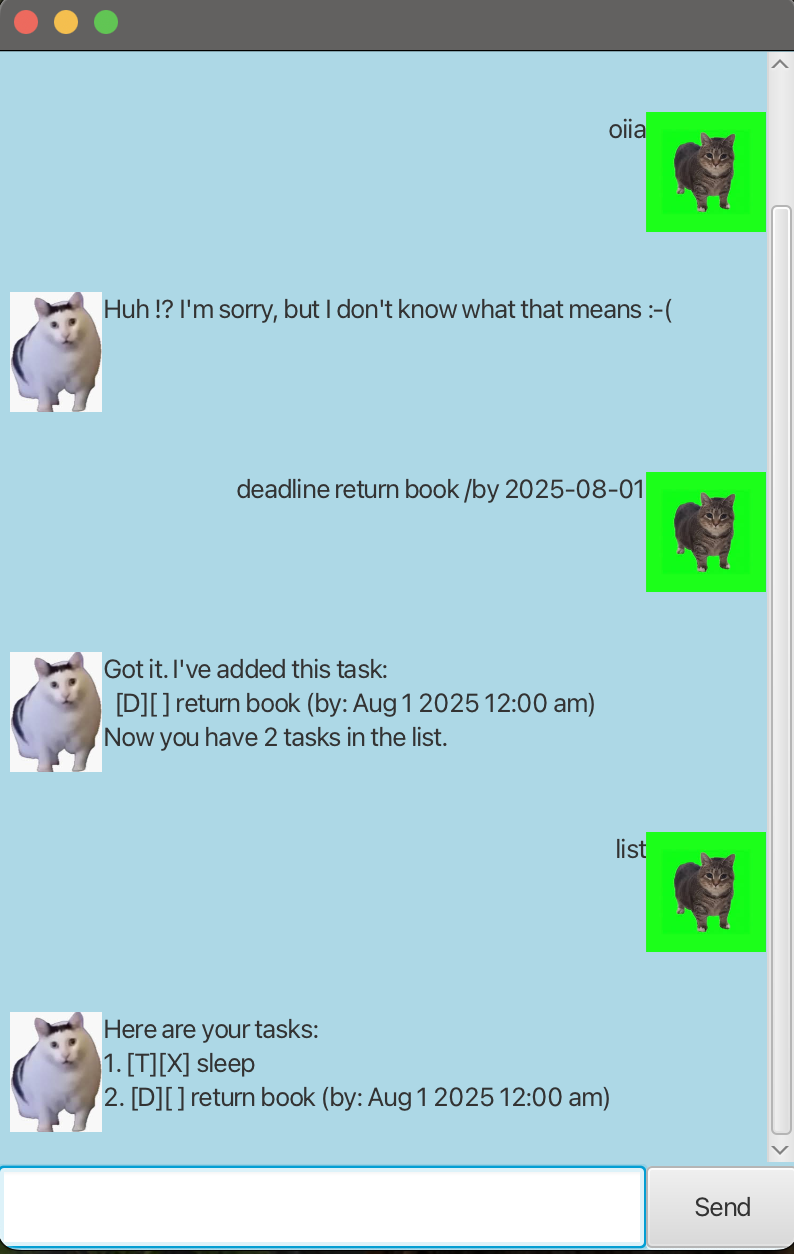 oiia
Huh !? I'm sorry, but I don't know what that means :-(
deadline return book /by 2025-08-01
Got it. I've added this task:
[D][ ] return book (by: Aug 1 2025 12:00 am)
Now you have 2 tasks in the list.
list
Here are your tasks:
1. [T][X] sleep
2. [D][ ] return book (by: Aug 1 2025 12:00 am)
Send